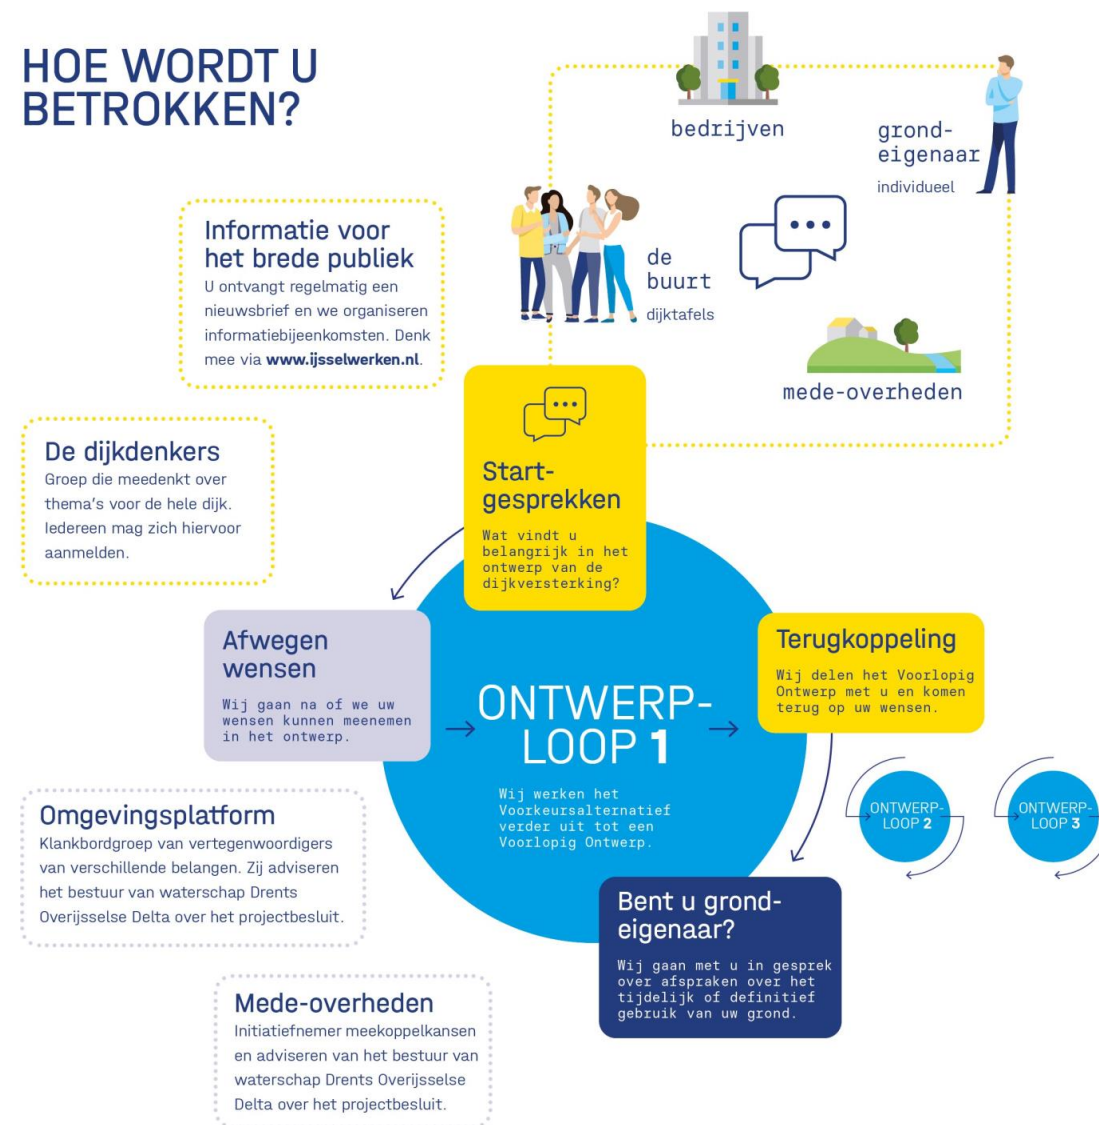 HOE WORDT U
BETROKKEN?
bedrijven
grond-
eigenaar
individueel
de
buurt
dijktafels
mede-overheden
Informatie voor
het brede publiek
U ontvangt regelmatig een
nieuwsbrief en we organiseren
informatiebijeenkomsten. Denk
mee via www.ijsselwerken.nl.
De dijkdenkers
Groep die meedenkt over
thema's voor de hele dijk.
Iedereen mag zich hiervoor
aanmelden.
Start-
gesprekken
Wat vindt u
belangrijk in het
ontwerp van de
dijkversterking?
Afwegen
wensen
Wij gaan na of we uw
wensen kunnen meenemen
in het ontwerp.
ONTWERP-
LOOP 1
Wij werken het
Voorkeursalternatief
verder uit tot een
Voorlopig Ontwerp.
Terugkoppeling
Wij delen het Voorlopig
Ontwerp met u en komen
terug op uw wensen.
ONTWERP-
LOOP 2
ONTWERP-
LOOP 3
Omgevingsplatform
Klankbordgroep van vertegenwoordigers
van verschillende belangen. Zij adviseren
het bestuur van waterschap Drents
Overijsselse Delta over het projectbesluit.
Bent u grond-
eigenaar?
Wij gaan met u in gesprek
over afspraken over het
tijdelijk of definitief
gebruik van uw grond.
Mede-overheden
Initiatiefnemer meekoppelkansen
en adviseren van het bestuur van
waterschap Drents Overijsselse
Delta over het projectbesluit.